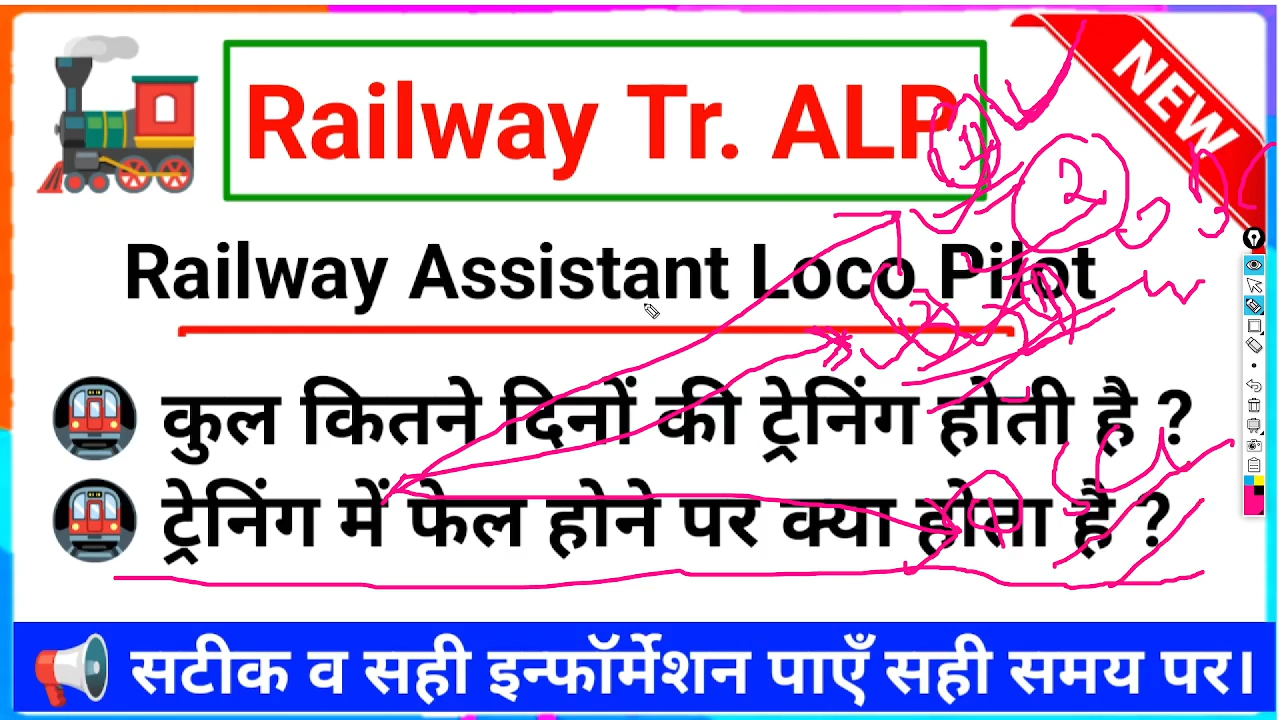 Railway Tr. ALP
NEW
Railway Assistant Loco Pilot
कुल कितने दिनों की ट्रेनिंग होती है ?
ट्रेनिंग में फेल होने पर क्या होता है ?
सटीक व सही इन्फॉर्मेशन पाएँ सही समय पर।